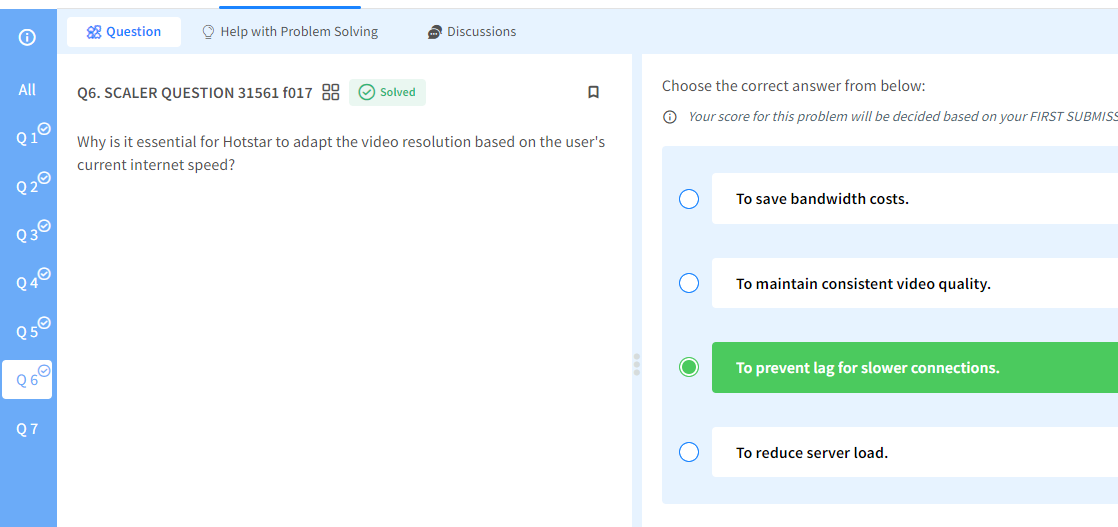 Question
Help with Problem Solving
Discussions
All
Q 1
Q 2
Q 3
Q 4
Q 5
Q 6
Q 7
Q6. SCALER QUESTION 31561 f017
Solved
Why is it essential for Hotstar to adapt the video resolution based on the user's
current internet speed?
Choose the correct answer from below:
Your score for this problem will be decided based on your FIRST SUBMISS
To save bandwidth costs.
To maintain consistent video quality.
To prevent lag for slower connections.
To reduce server load.